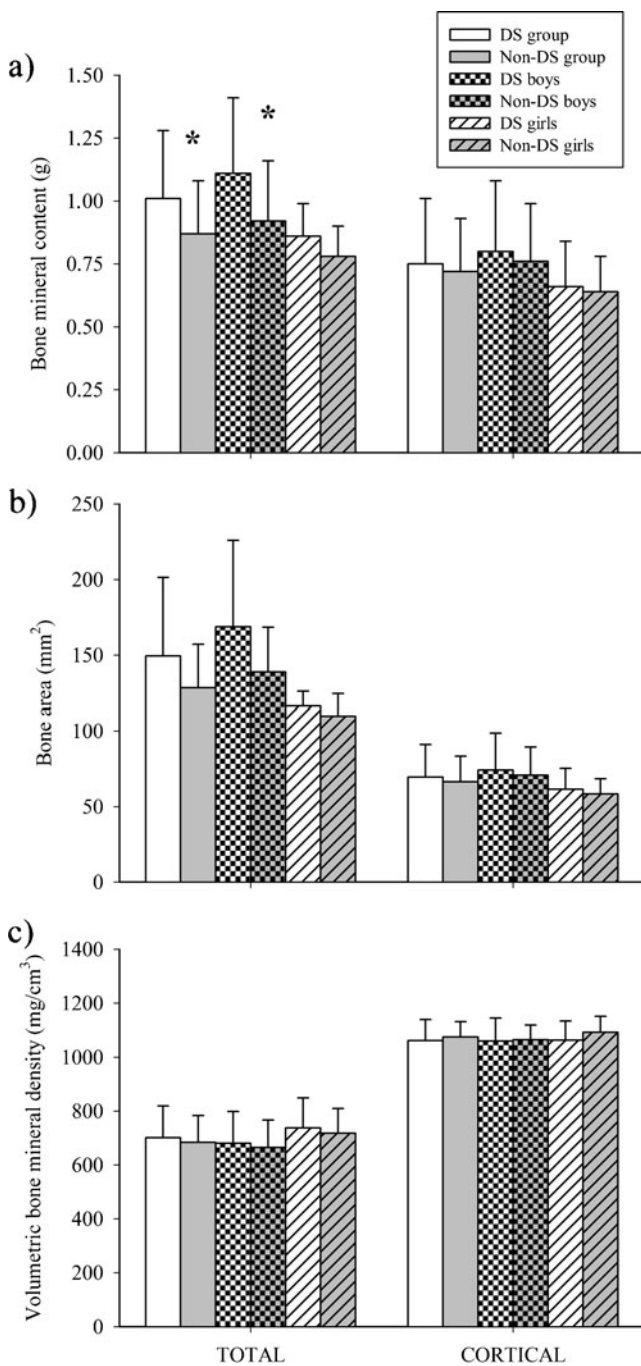 DS group
Non-DS group
DS boys
Non-DS boys
DS girls
Non-DS girls
a)
Bone mineral content (g)
1.50
1.25
1.00
0.75
0.50
0.25
0.00
*
*
b)
Bone area (mm²)
250
200
150
100
50
0
c)
Volumetric bone mineral density (mg/cm³)
1400
1200
1000
800
600
400
200
0
TOTAL CORTICAL